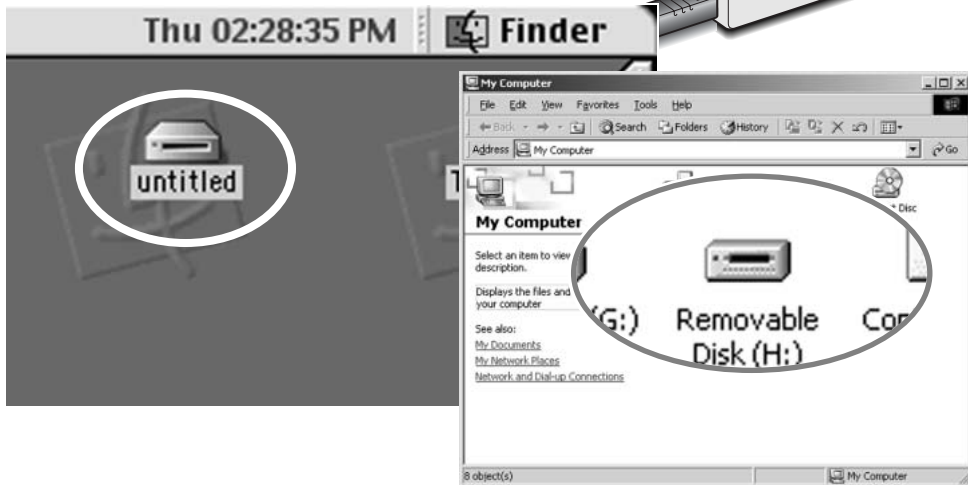 Thu 02:28:35 PM Finder
untitled
T
My Computer
File Edit View Favorites Tools Help
Back Search Folders History
Address My Computer Go
My Computer
Disc
Select an item to view
description.
Displays the files and
your computer
See also:
My Documents
My Network Places
Network and Dial-up Connections
(G:) Removable
Disk (H:)
8 object(s) My Computer